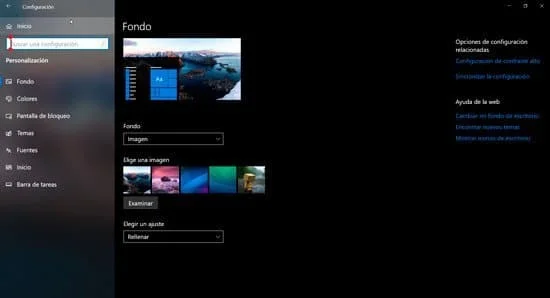 Configuración
Inicio
Buscar una configuración
Personalización
Fondo
Colores
Pantalla de bloqueo
Temas
Fuentes
Inicio
Barra de tareas
Fondo
Aa
Fondo
Imagen
Elige una imagen
Examinar
Elegir un ajuste
Rellenar
Opciones de configuración
relacionadas
Configuración de contraste alto
Sincronizar la configuración
Ayuda de la web
Cambiar mi fondo de escritorio
Encontrar nuevos temas
Mostrar iconos de escritorio